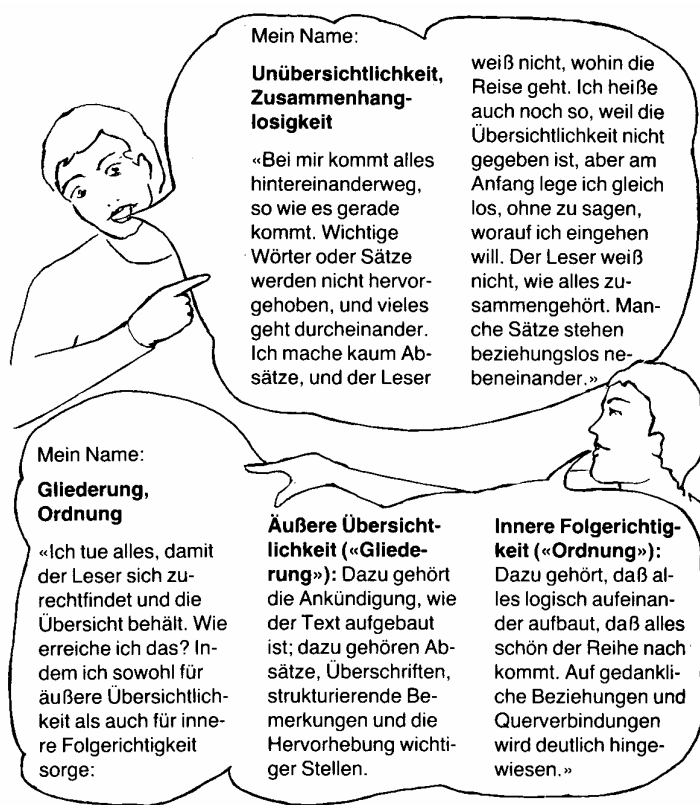 Mein Name:
Unübersichtlichkeit,
Zusammenhang-
losigkeit
«Bei mir kommt alles
hintereinanderweg,
so wie es gerade
kommt. Wichtige
Wörter oder Sätze
werden nicht hervor-
gehoben, und vieles
geht durcheinander.
Ich mache kaum Ab-
sätze, und der Leser
weiß nicht, wohin die
Reise geht. Ich heiße
auch noch so, weil die
Übersichtlichkeit nicht
gegeben ist, aber am
Anfang lege ich gleich
los, ohne zu sagen,
worauf ich eingehen
will. Der Leser weiß
nicht, wie alles zu-
sammengehört. Man-
che Sätze stehen
beziehungslos ne-
beneinander.»
Mein Name:
Gliederung,
Ordnung
«Ich tue alles, damit
der Leser sich zu-
rechtfindet und die
Übersicht behält. Wie
erreiche ich das? In-
dem ich sowohl für
äußere Übersichtlich-
keit als auch für inne-
re Folgerichtigkeit
sorge:
Äußere Übersicht-
lichkeit («Gliede-
rung»): Dazu gehört
die Ankündigung, wie
der Text aufgebaut
ist; dazu gehören Ab-
sätze, Überschriften,
strukturierende Be-
merkungen und die
Hervorhebung wichti-
ger Stellen.
Innere Folgerichtig-
keit («Ordnung»):
Dazu gehört, daß al-
les logisch aufeinan-
der aufbaut, daß alles
schön der Reihe nach
kommt. Auf gedankli-
che Beziehungen und
Querverbindungen
wird deutlich hinge-
wiesen.»